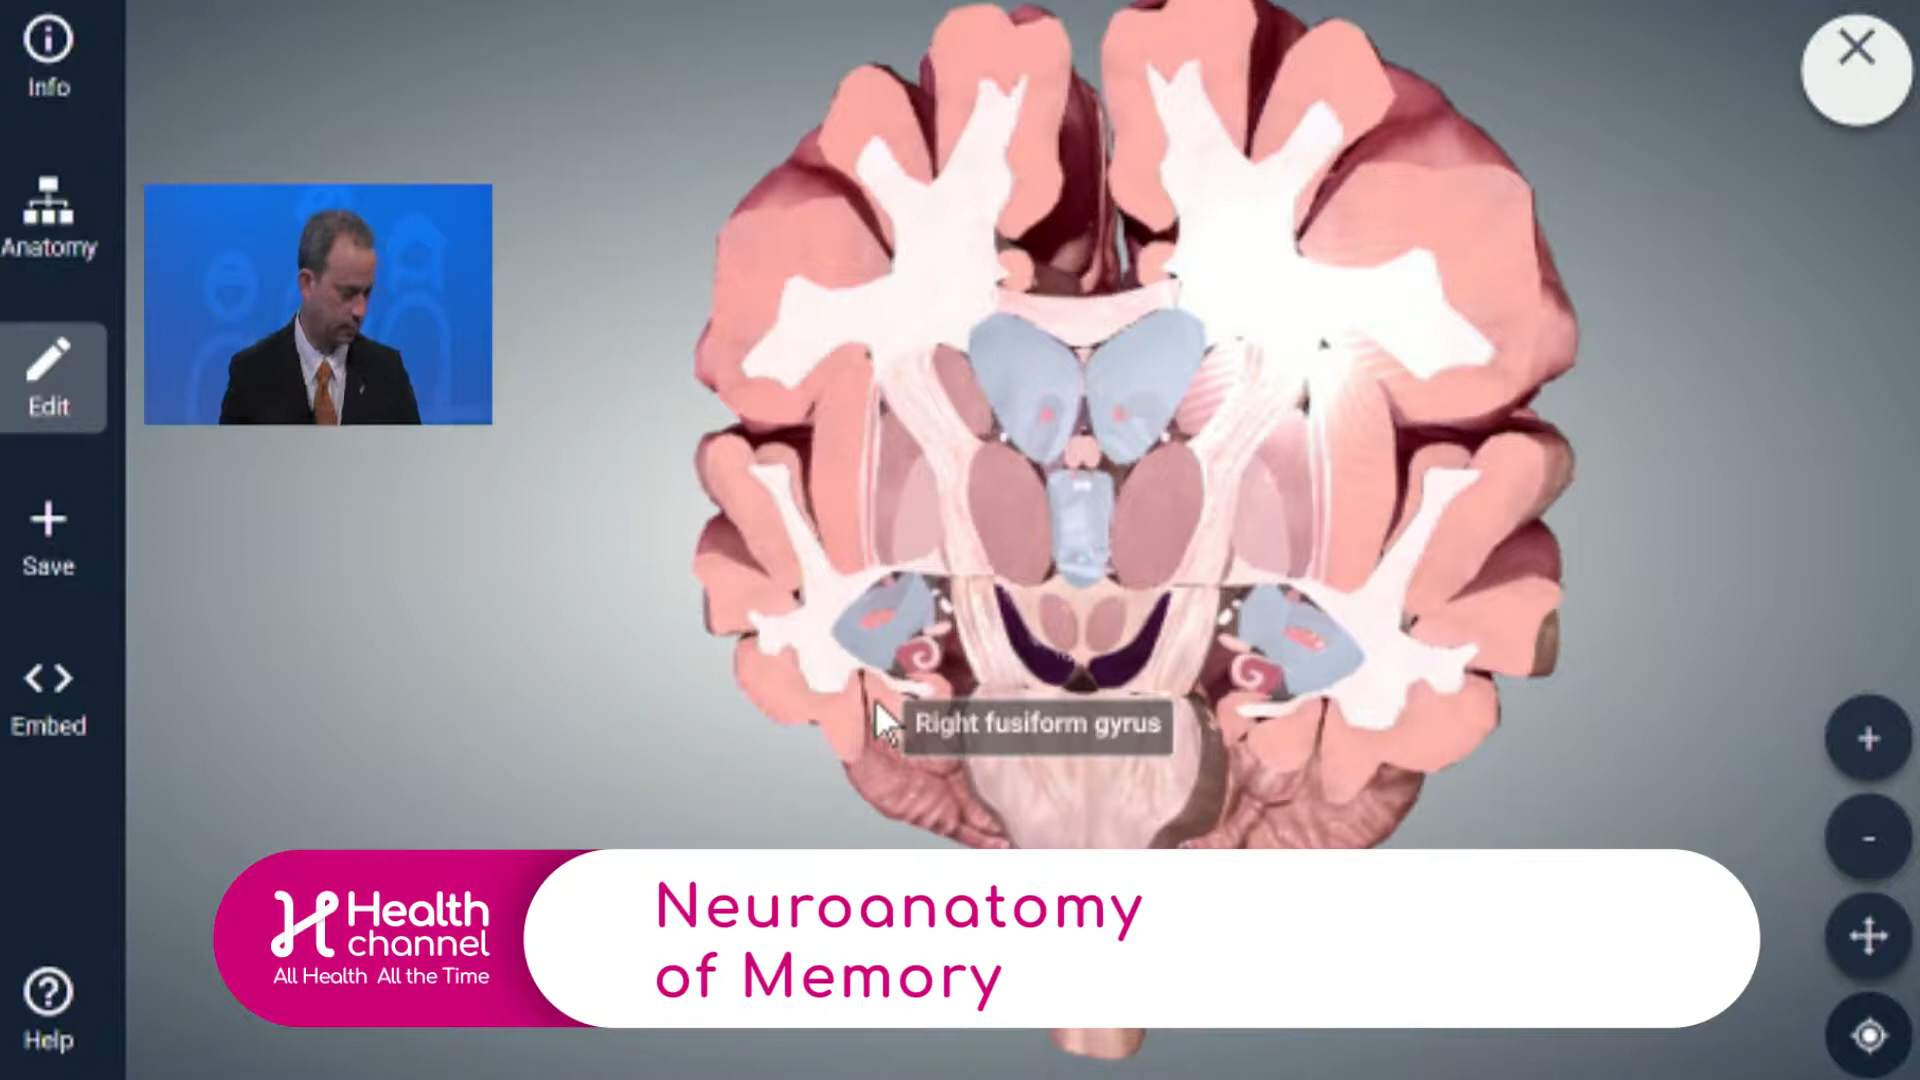 Info
Anatomy
Edit
Save
Embed
Help
Right fusiform gyrus
+
-
Health
channel
All Health All the Time
Neuroanatomy
of Memory